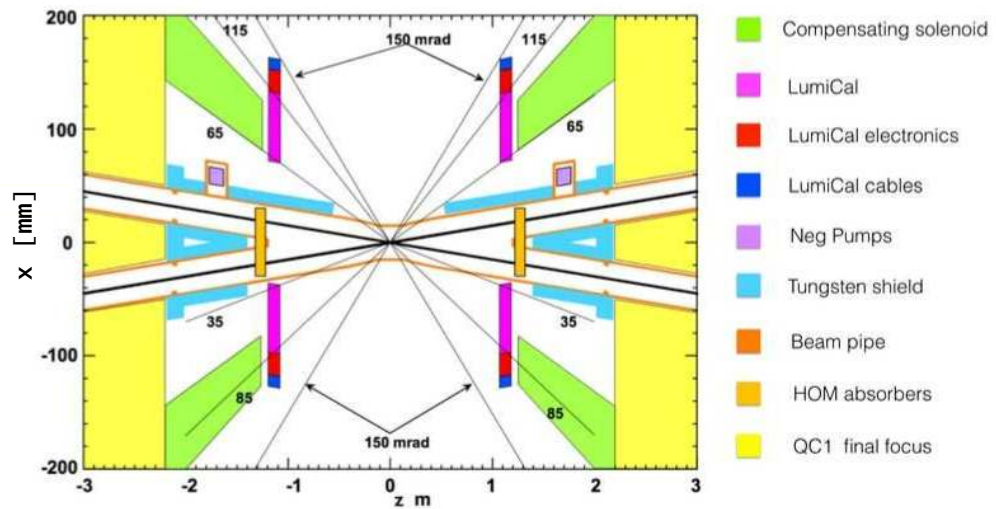 200
100
0
-100
-200
x [mm]
-3
-2
-1
0
1
2
3
z m
115
150 mrad
115
65
65
35
35
85
85
150 mrad
Compensating solenoid
LumiCal
LumiCal electronics
LumiCal cables
Neg Pumps
Tungsten shield
Beam pipe
HOM absorbers
QC1 final focus